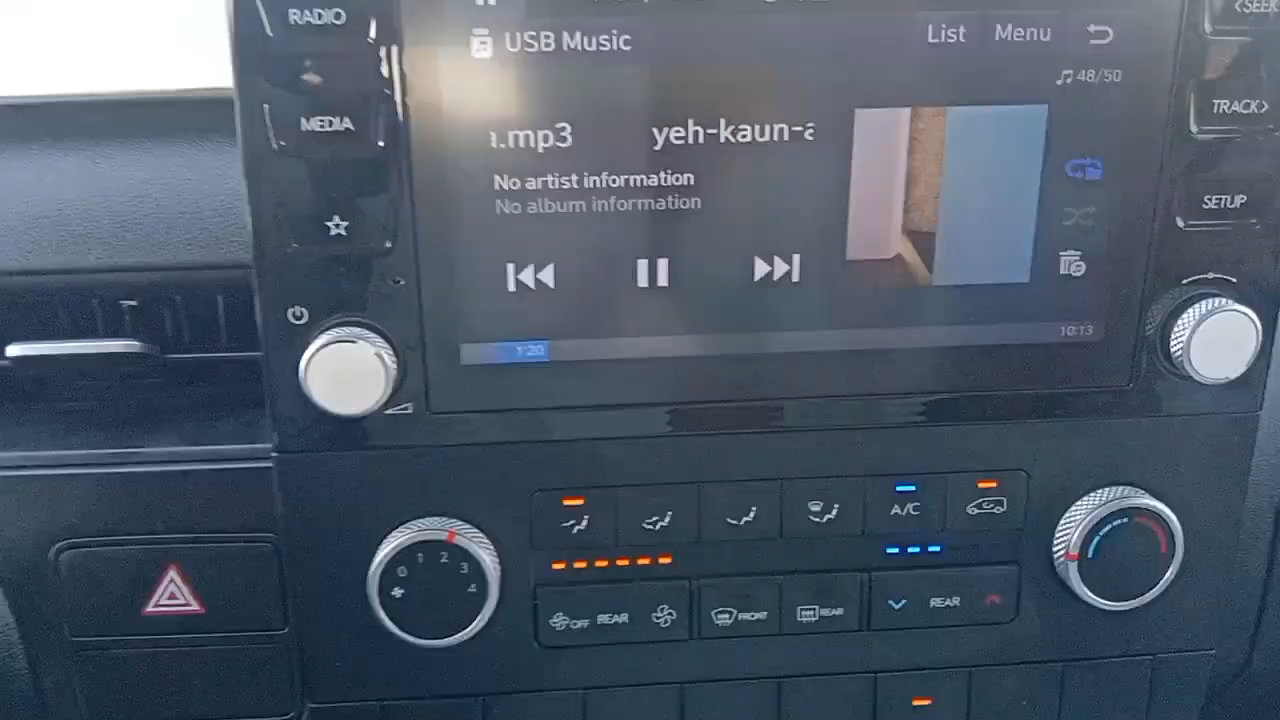 RADIO
<SEEK
USB Music
List
Menu
48/50
MEDIA
TRACK>
.mp3 yeh-kaun-a
No artist information
No album information
SETUP
10:13
1:20
0 1 2 3 4
A/C
OFF REAR
FRONT
REAR
REAR